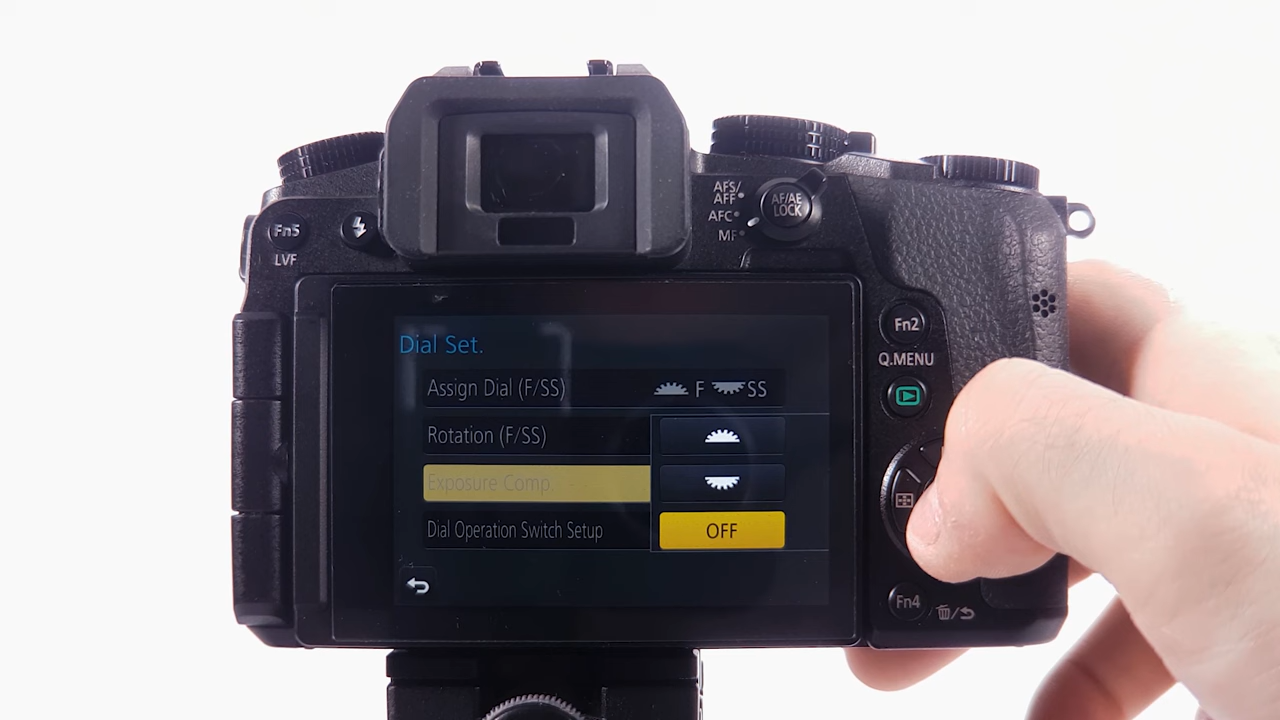 AFS/
AFF
AFC
MF
AF/AE
LOCK
Fn5
LVF
Fn2
Q.MENU
Dial Set.
Assign Dial (F/SS) F SS
Rotation (F/SS)
Exposure Comp.
Dial Operation Switch Setup OFF
Fn4